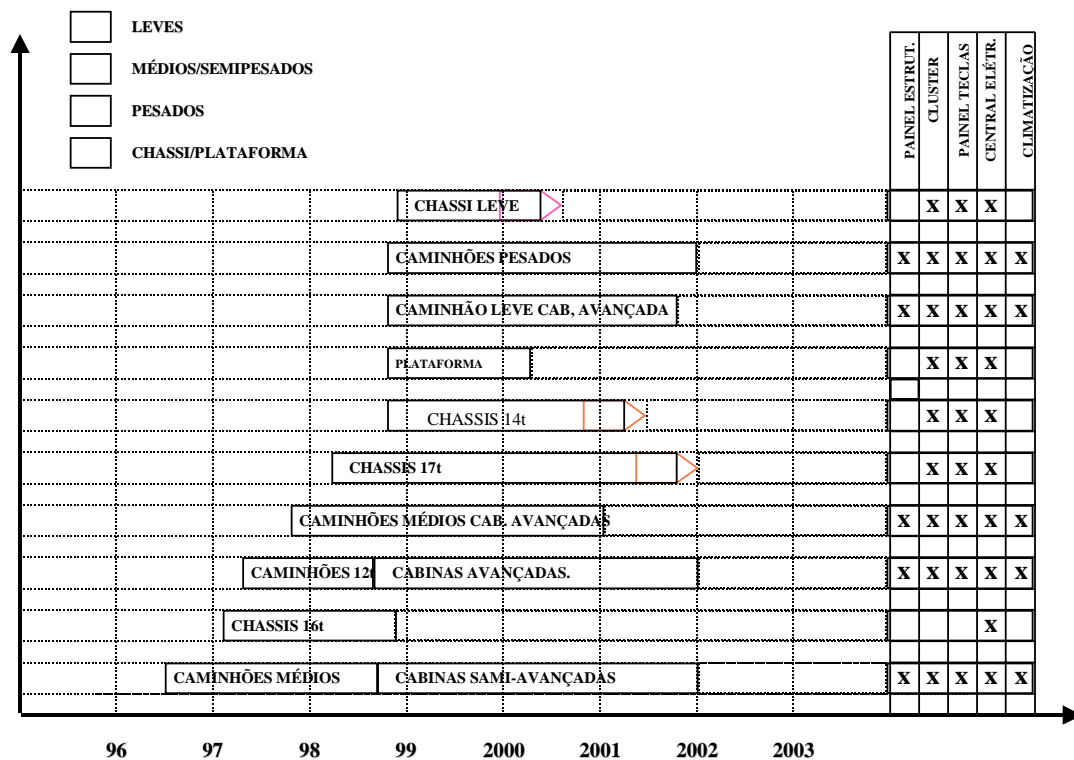 LEVES
MÉDIOS/SEMIPESADOS
PESADOS
CHASSI/PLATAFORMA
PAINEL ESTRUT.
CLUSTER
PAINEL TECLAS
CENTRAL ELÉTR.
CLIMATIZAÇÃO
CHASSI LEVE X X X
CAMINHÕES PESADOS X X X X X
CAMINHÃO LEVE CAB, AVANÇADA X X X X X
PLATAFORMA X X X
CHASSIS 14t X X X
CHASSIS 17t X X X
CAMINHÕES MÉDIOS CAB. AVANÇADAS X X X X X
CAMINHÕES 12t CABINAS AVANÇADAS. X X X X X
CHASSIS 16t X
CAMINHÕES MÉDIOS CABINAS SAMI-AVANÇADAS X X X X X
96 97 98 99 2000 2001 2002 2003